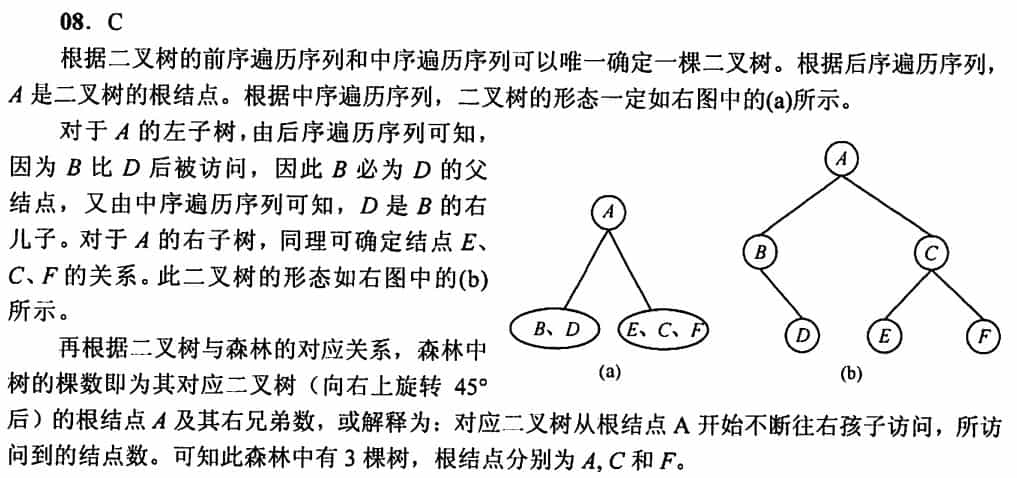 08. C
根据二叉树的前序遍历序列和中序遍历序列可以唯一确定一棵二叉树。根据后序遍历序列，
A 是二叉树的根结点。根据中序遍历序列，二叉树的形态一定如右图中的(a)所示。
对于 A 的左子树，由后序遍历序列可知，
因为 B 比 D 后被访问，因此 B 必为 D 的父
结点，又由中序遍历序列可知，D 是 B 的右
儿子。对于 A 的右子树，同理可确定结点 E、
C、F 的关系。此二叉树的形态如右图中的(b)
所示。
再根据二叉树与森林的对应关系，森林中
树的棵数即为其对应二叉树（向右上旋转 45°
后）的根结点 A 及其右兄弟数，或解释为：对应二叉树从根结点 A 开始不断往右孩子访问，所访
问到的结点数。可知此森林中有 3 棵树，根结点分别为 A, C 和 F。
A
B、D
E、C、F
(a)
A
B
C
D
E
F
(b)